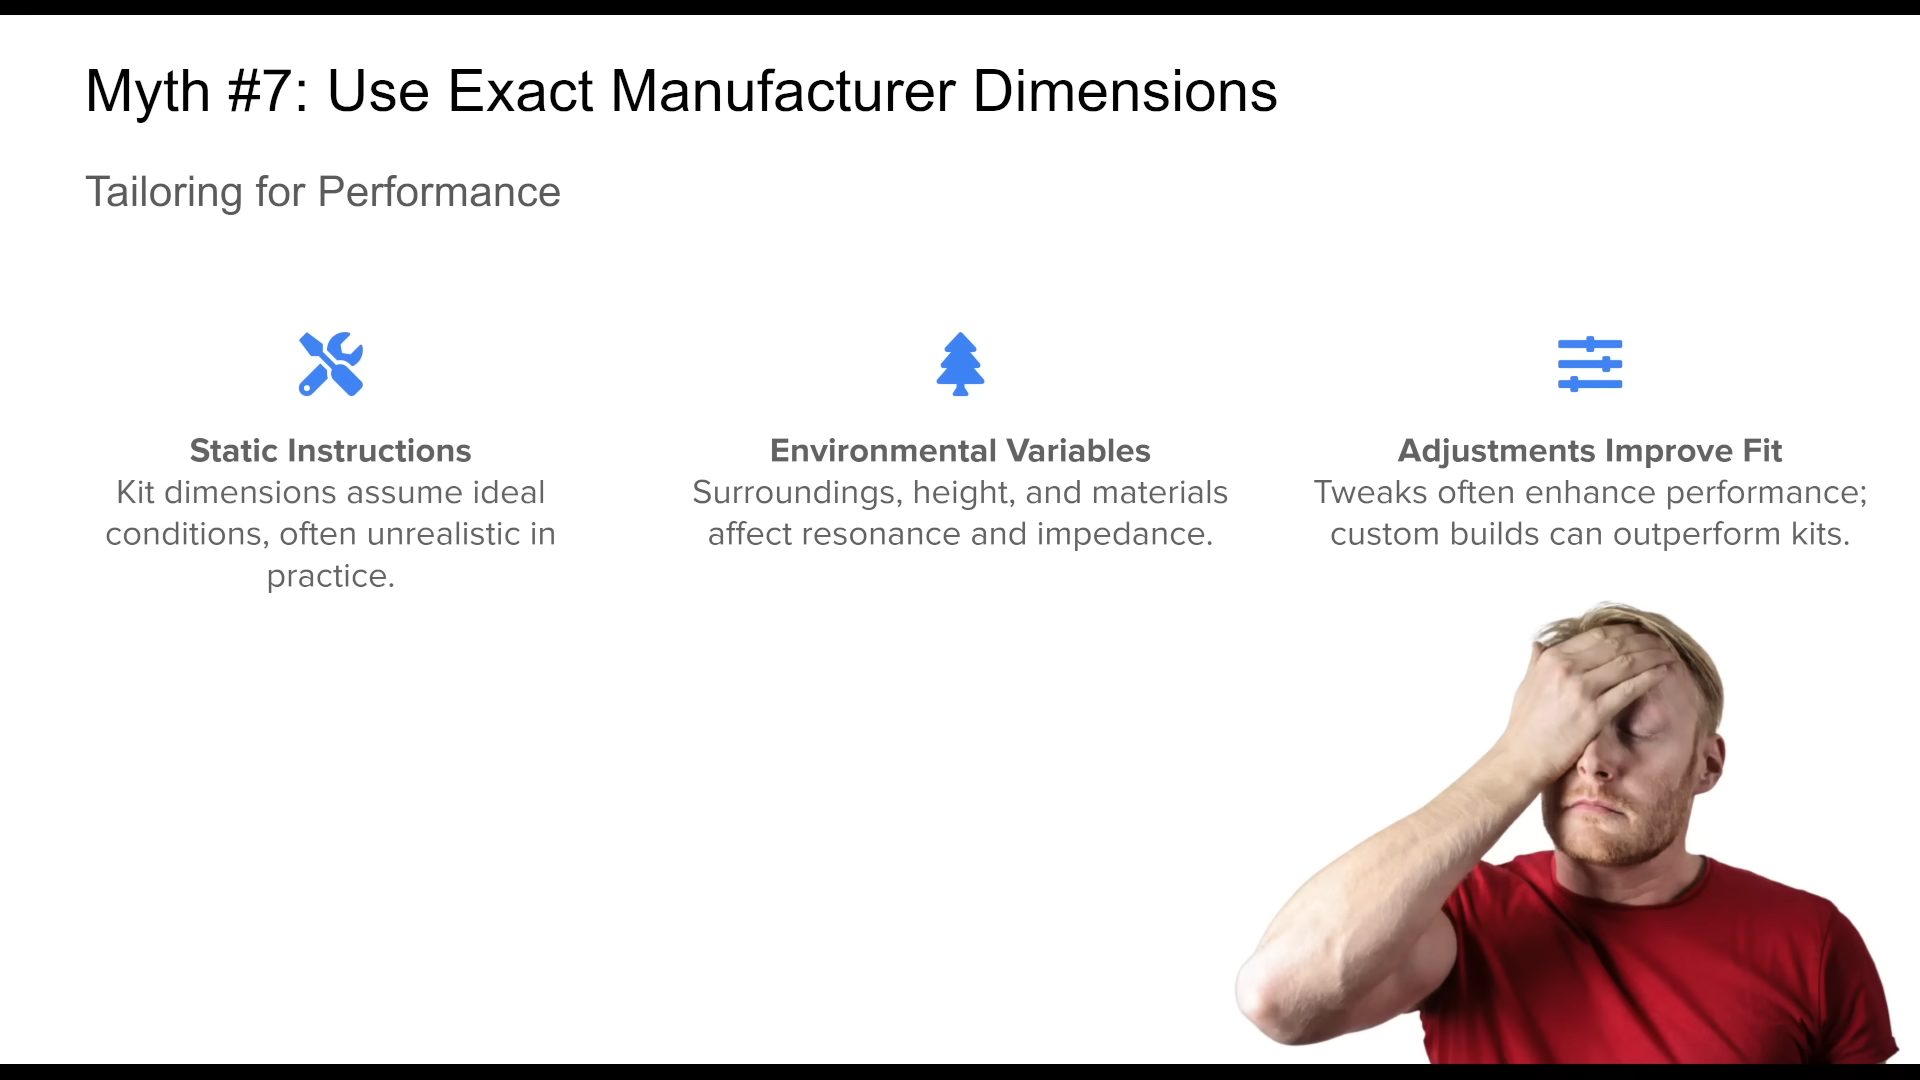 Myth #7: Use Exact Manufacturer Dimensions
Tailoring for Performance
Static Instructions
Kit dimensions assume ideal
conditions, often unrealistic in
practice.
Environmental Variables
Surroundings, height, and materials
affect resonance and impedance.
Adjustments Improve Fit
Tweaks often enhance performance;
custom builds can outperform kits.